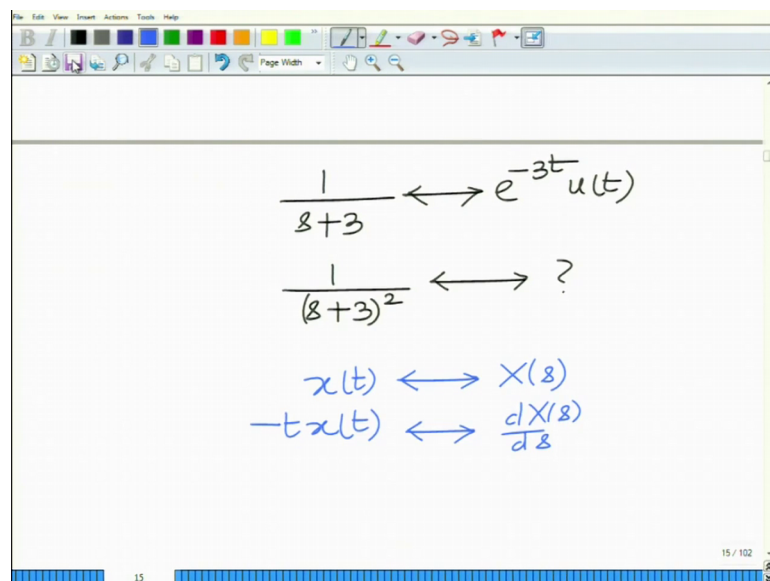 File Edit View Insert Actions Tools Help
B I
Page Width
1/(s+3) ⟷ e^{-3t} u(t)
1/(s+3)^2 ⟷ ?
x(t) ⟷ X(s)
-t x(t) ⟷ dX(s)/ds
15 / 102
15